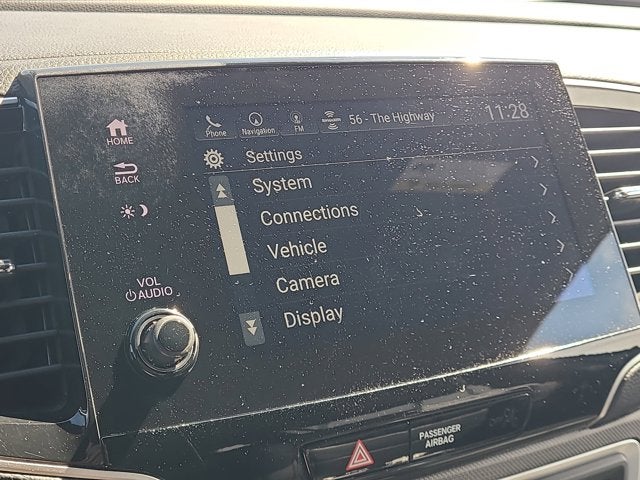 HOME
BACK
VOL
AUDIO
Phone
Navigation
FM
56 - The Highway
11:28
Settings
System
Connections
Vehicle
Camera
Display
PASSENGER
AIRBAG